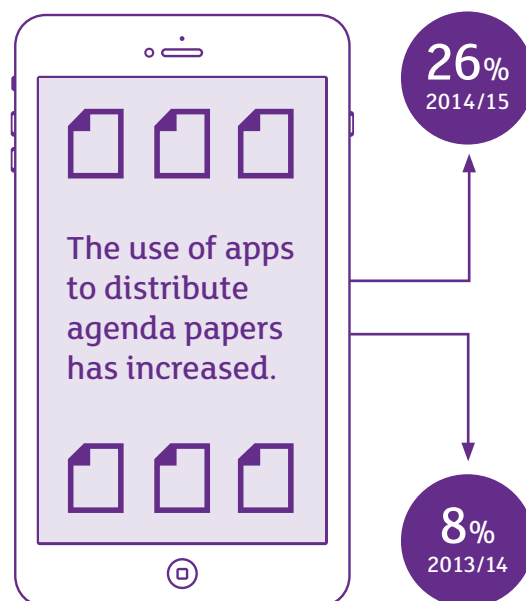 26%
2014/15
The use of apps
to distribute
agenda papers
has increased.
8%
2013/14